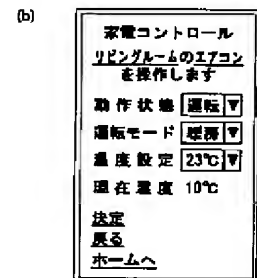 (b)
家電コントロール
リビングルームのエアコン
を操作します
動作状態 運転▼
運転モード 暖房▼
温度設定 23℃▼
現在温度 10℃
決定
戻る
ホームへ